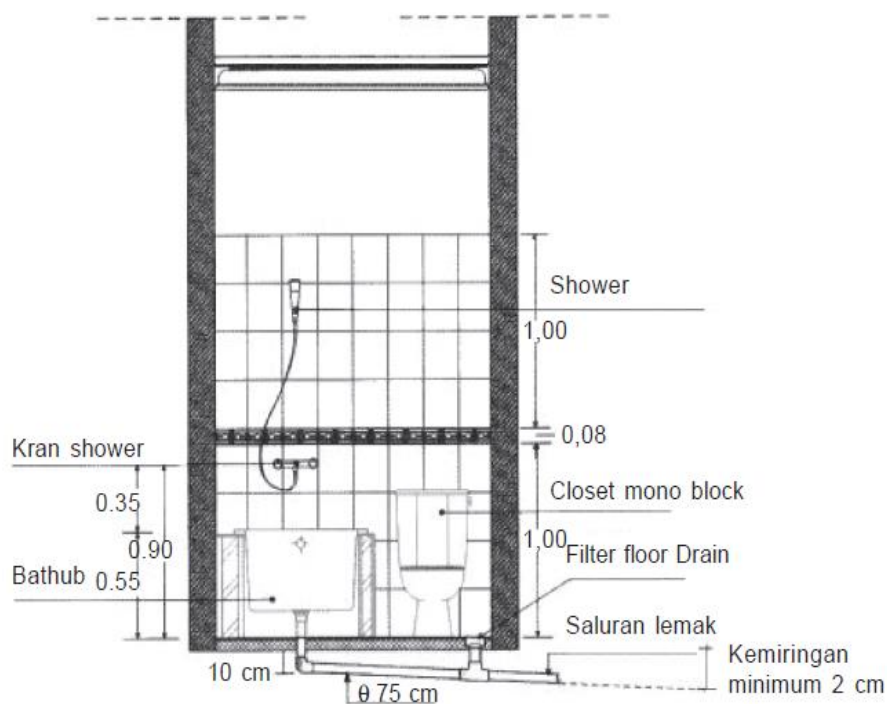 Shower
1,00
0,08
Kran shower
0.35
Closet mono block
0.90
1,00
Filter floor Drain
Bathub 0.55
Saluran lemak
10 cm
Kemiringan
minimum 2 cm
θ 75 cm